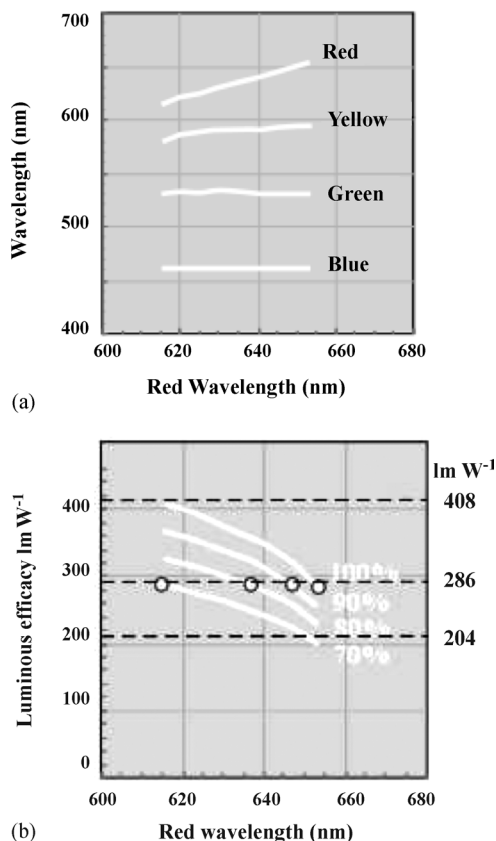 700
600
500
400
Wavelength (nm)
Red
Yellow
Green
Blue
600 620 640 660 680
Red Wavelength (nm)
(a)
lm W-1
408
286
204
400
300
200
100
0
Luminous efficacy lm W-1
100%
90%
80%
70%
600 620 640 660 680
Red wavelength (nm)
(b)